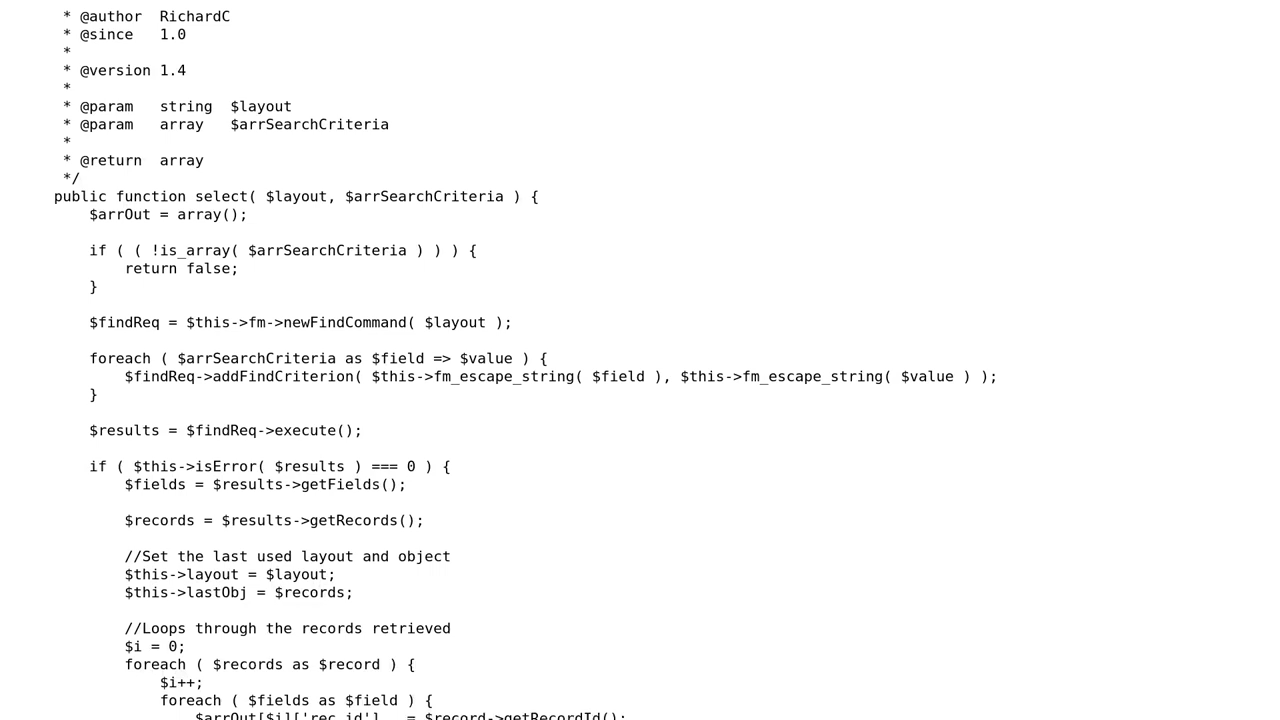 * @author  RichardC
 * @since   1.0
 *
 * @version 1.4
 *
 * @param   string  $layout
 * @param   array   $arrSearchCriteria
 *
 * @return  array
 */
public function select( $layout, $arrSearchCriteria ) {
    $arrOut = array();

    if ( ( !is_array( $arrSearchCriteria ) ) ) {
        return false;
    }

    $findReq = $this->fm->newFindCommand( $layout );

    foreach ( $arrSearchCriteria as $field => $value ) {
        $findReq->addFindCriterion( $this->fm_escape_string( $field ), $this->fm_escape_string( $value ) );
    }

    $results = $findReq->execute();

    if ( $this->isError( $results ) === 0 ) {
        $fields = $results->getFields();

        $records = $results->getRecords();

        //Set the last used layout and object
        $this->layout = $layout;
        $this->lastObj = $records;

        //Loops through the records retrieved
        $i = 0;
        foreach ( $records as $record ) {
            $i++;
            foreach ( $fields as $field ) {
                $arrOut[$i]['rec_id']   = $record->getRecordId();